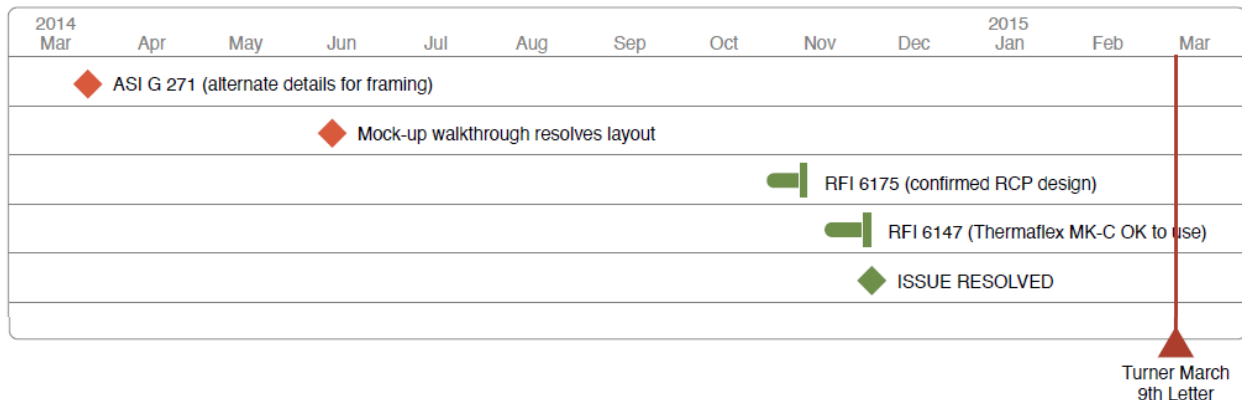 2014 2015
Mar Apr May Jun Jul Aug Sep Oct Nov Dec Jan Feb Mar
ASI G 271 (alternate details for framing)
Mock-up walkthrough resolves layout
RFI 6175 (confirmed RCP design)
RFI 6147 (Thermaflex MK-C OK to use)
ISSUE RESOLVED
Turner March
9th Letter